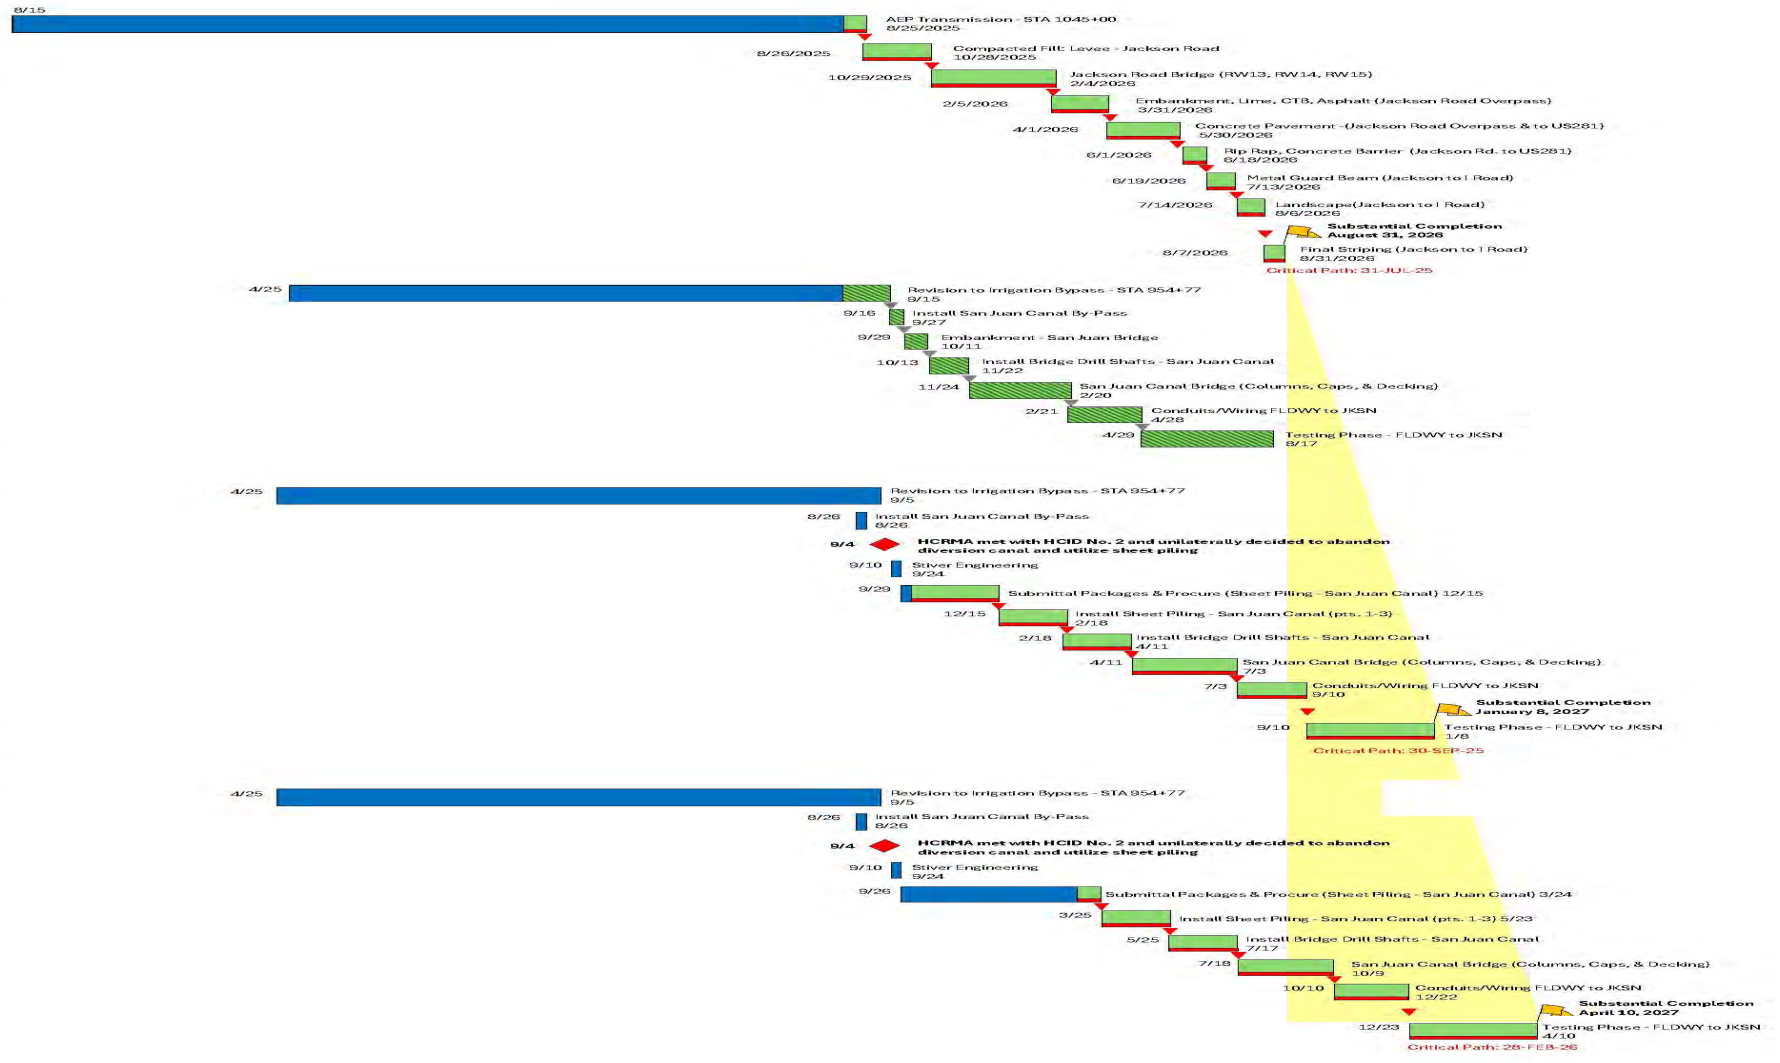 8/15
AEP Transmission - STA 1045+00
8/25/2025
8/26/2025
Compacted Fill: Levee - Jackson Road
10/28/2025
10/29/2025
Jackson Road Bridge (RW13, RW14, RW15)
2/4/2026
2/5/2026
Embankment, Lime, CTB, Asphalt (Jackson Road Overpass)
3/31/2026
4/1/2026
Concrete Pavement -(Jackson Road Overpass & to US281)
5/30/2026
6/1/2026
Rip Rap, Concrete Barrier (Jackson Rd. to US281)
6/18/2026
6/19/2026
Metal Guard Beam (Jackson to I Road)
7/13/2026
7/14/2026
Landscape(Jackson to I Road)
8/6/2026
Substantial Completion
August 31, 2026
8/7/2026
Final Striping (Jackson to I Road)
8/31/2026
Critical Path: 31-JUL-25
4/25
Revision to Irrigation Bypass - STA 954+77
9/15
9/16
Install San Juan Canal By-Pass
9/27
9/29
Embankment - San Juan Bridge
10/11
10/13
Install Bridge Drill Shafts - San Juan Canal
11/22
11/24
San Juan Canal Bridge (Columns, Caps, & Decking)
2/20
2/21
Conduits/Wiring FLDWY to JKSN
4/28
4/29
Testing Phase - FLDWY to JKSN
8/17
4/25
Revision to Irrigation Bypass - STA 954+77
9/5
8/26
Install San Juan Canal By-Pass
8/26
9/4
HCRMA met with HCID No. 2 and unilaterally decided to abandon
diversion canal and utilize sheet piling
9/10
Stiver Engineering
9/24
9/29
Submittal Packages & Procure (Sheet Piling - San Juan Canal) 12/15
12/15
Install Sheet Piling - San Juan Canal (pts. 1-3)
2/18
2/18
Install Bridge Drill Shafts - San Juan Canal
4/11
4/11
San Juan Canal Bridge (Columns, Caps, & Decking)
7/3
7/3
Conduits/Wiring FLDWY to JKSN
9/10
Substantial Completion
January 8, 2027
9/10
Testing Phase - FLDWY to JKSN
1/8
Critical Path: 30-SEP-25
4/25
Revision to Irrigation Bypass - STA 954+77
9/5
8/26
Install San Juan Canal By-Pass
8/26
9/4
HCRMA met with HCID No. 2 and unilaterally decided to abandon
diversion canal and utilize sheet piling
9/10
Stiver Engineering
9/24
9/26
Submittal Packages & Procure (Sheet Piling - San Juan Canal) 3/24
3/25
Install Sheet Piling - San Juan Canal (pts. 1-3) 5/23
5/25
Install Bridge Drill Shafts - San Juan Canal
7/17
7/18
San Juan Canal Bridge (Columns, Caps, & Decking)
10/9
10/10
Conduits/Wiring FLDWY to JKSN
12/22
Substantial Completion
April 10, 2027
12/23
Testing Phase - FLDWY to JKSN
4/10
Critical Path: 28-FEB-26